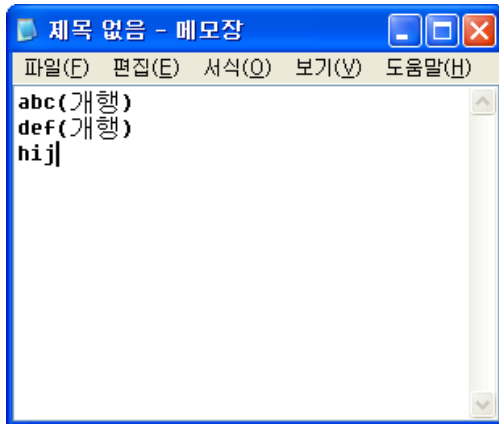 제목 없음 - 메모장
파일(F) 편집(E) 서식(O) 보기(V) 도움말(H)
abc(개행)
def(개행)
hij